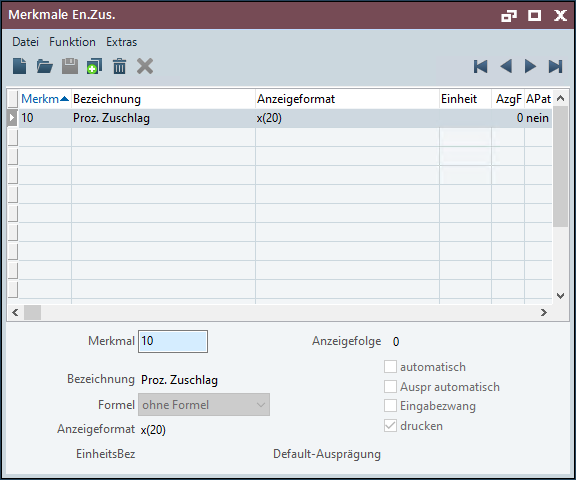 Merkmale En.Zus.
Datei Funktion Extras
Merkm Bezeichnung Anzeigeformat Einheit AzgF APat
10 Proz. Zuschlag x(20) 0 nein
Merkmal 10 Anzeigefolge 0
automatisch
Bezeichnung Proz. Zuschlag Auspr automatisch
Formel ohne Formel Eingabezwang
Anzeigeformat x(20) drucken
EinheitsBez Default-Ausprägung